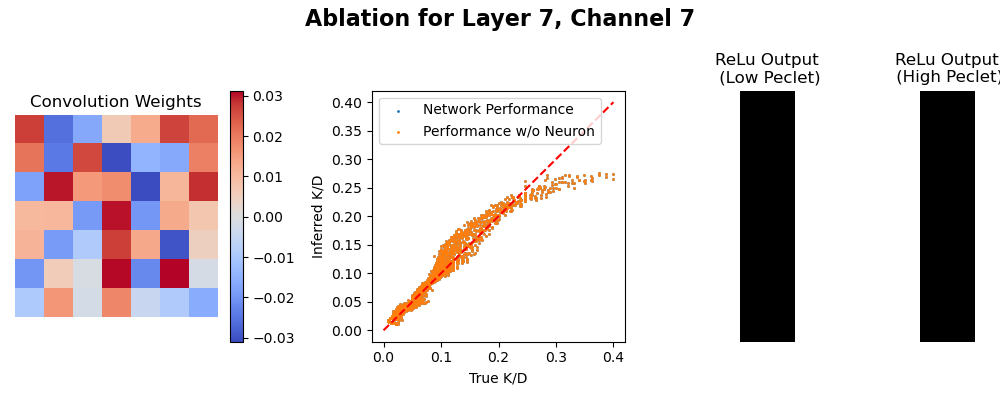 Ablation for Layer 7, Channel 7
Convolution Weights
0.03
0.02
0.01
0.00
−0.01
−0.02
−0.03
Network Performance
Performance w/o Neuron
0.40
0.35
0.30
0.25
0.20
0.15
0.10
0.05
0.00
Inferred K/D
0.0
0.1
0.2
0.3
0.4
True K/D
ReLu Output
(Low Peclet)
ReLu Output
(High Peclet)